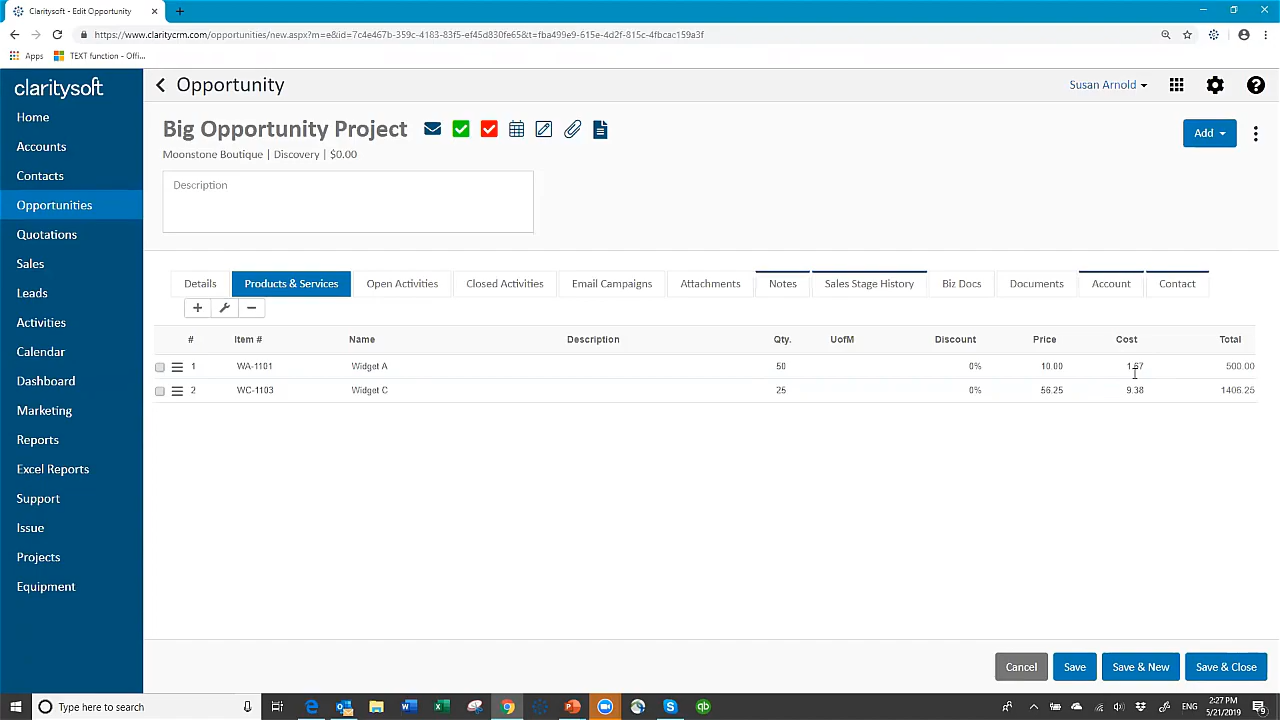 Claritysoft - Edit Opportunity
https://www.claritycrm.com/opportunities/new.aspx?m=e&id=7c4e467b-359c-4183-83f5-ef45d830fe65&t=fba499e9-615e-4d2f-815c-4fbcac159a3f
Apps TEXT function - Offi...
claritysoft
Opportunity
Susan Arnold
Home
Accounts
Contacts
Opportunities
Quotations
Sales
Leads
Activities
Calendar
Dashboard
Marketing
Reports
Excel Reports
Support
Issue
Projects
Equipment
Big Opportunity Project
Add
Moonstone Boutique | Discovery | $0.00
Description
Details Products & Services Open Activities Closed Activities Email Campaigns Attachments Notes Sales Stage History Biz Docs Documents Account Contact
# Item # Name Description Qty. UofM Discount Price Cost Total
1 WA-1101 Widget A 50 0% 10.00 500.00
2 WC-1103 Widget C 25 0% 56.25 9.38 1406.25
Cancel Save Save & New Save & Close
Type here to search
ENG
2:27 PM
5/21/2019